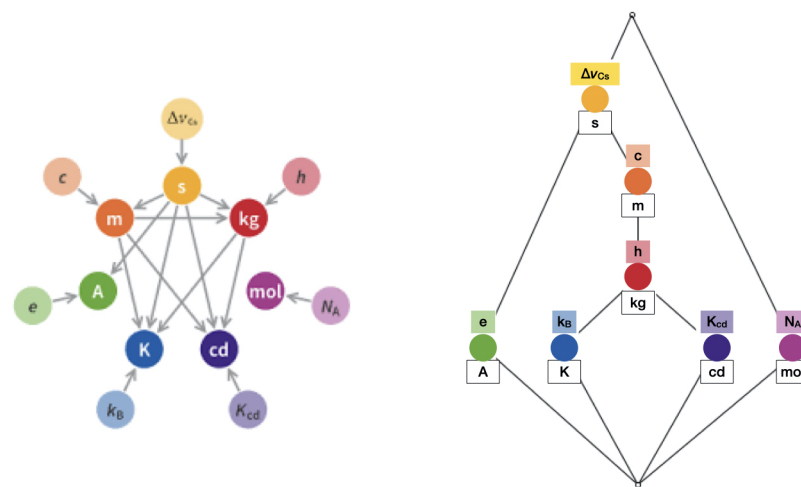 Δν_Cs
c
s
h
m
kg
e
A
mol
N_A
K
cd
k_B
K_cd
Δν_Cs
s
c
m
h
kg
e
k_B
K_cd
N_A
A
K
cd
mo